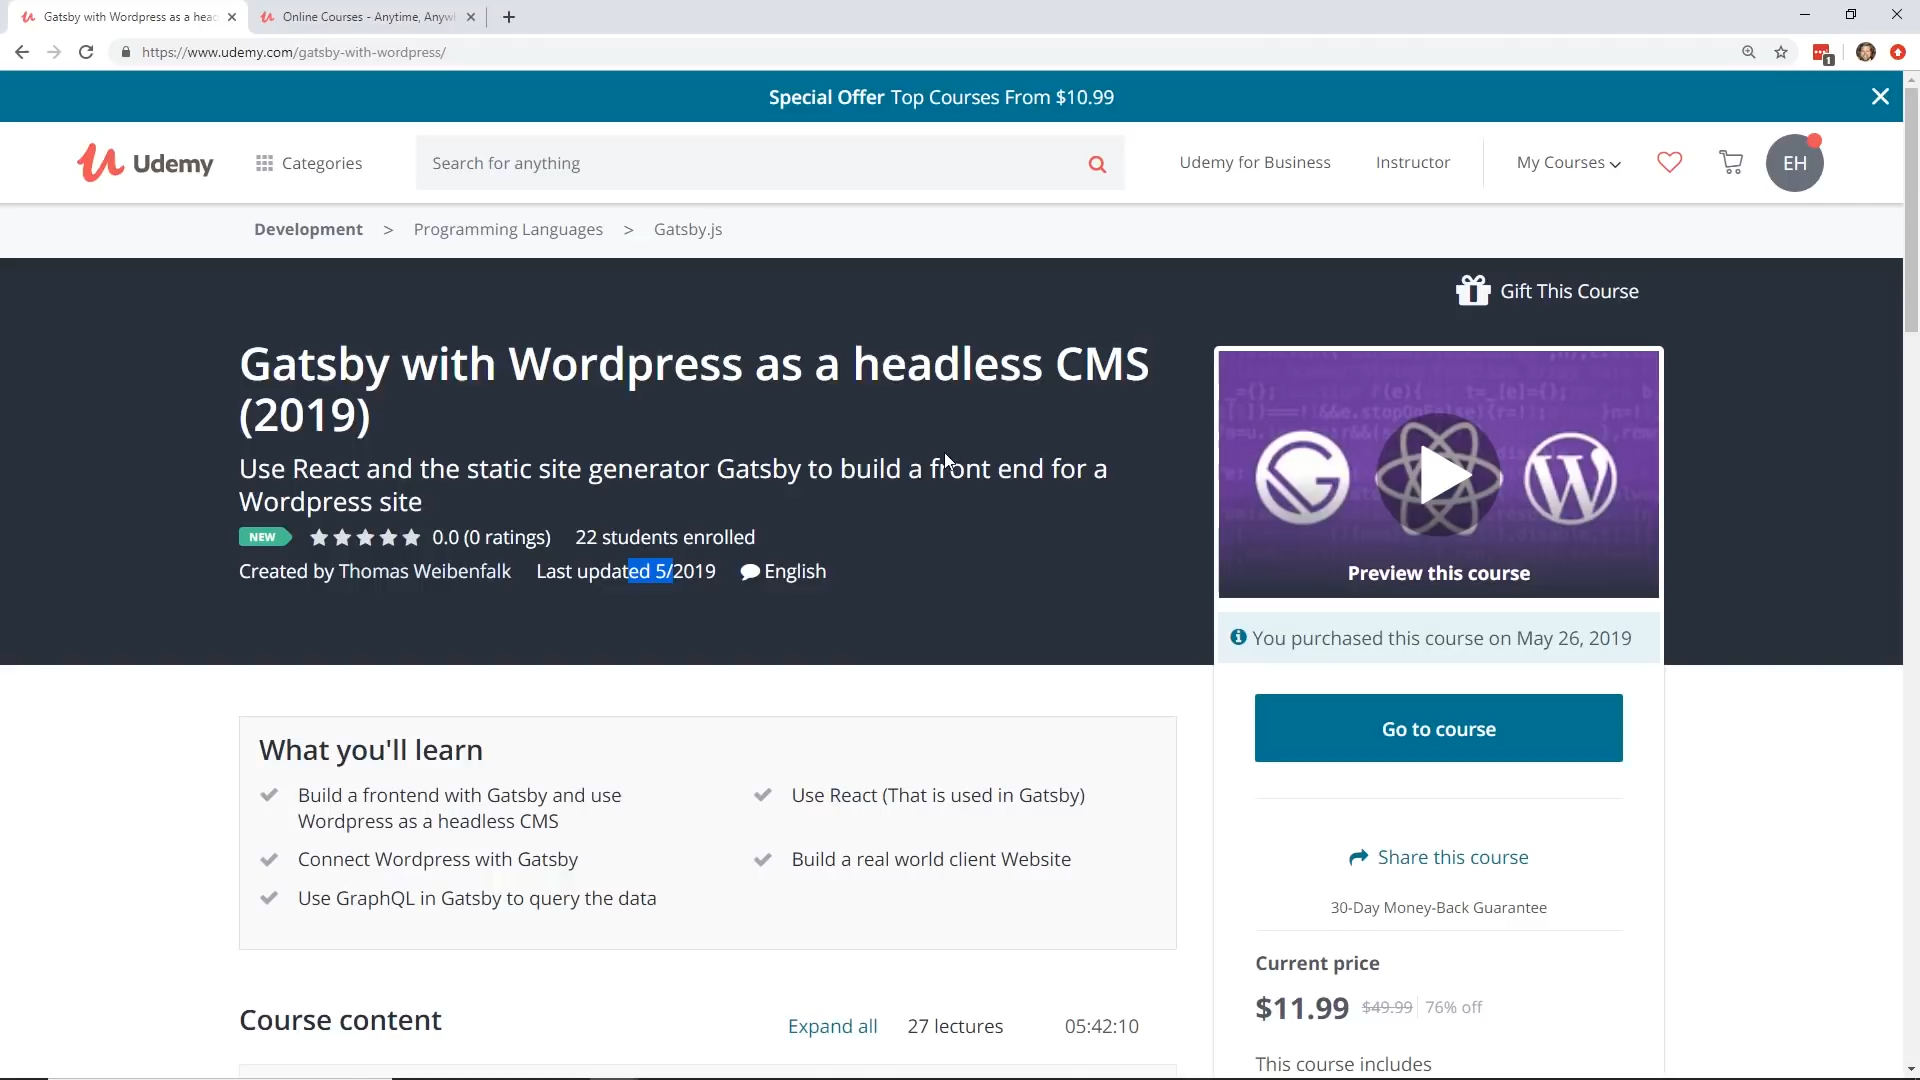 Gatsby with Wordpress as a head
Online Courses - Anytime, Anyw
https://www.udemy.com/gatsby-with-wordpress/
1
Special Offer Top Courses From $10.99
Udemy
Categories
Search for anything
Udemy for Business
Instructor
My Courses
EH
Development > Programming Languages > Gatsby.js
Gift This Course
Gatsby with Wordpress as a headless CMS
(2019)
Use React and the static site generator Gatsby to build a front end for a
Wordpress site
NEW 0.0 (0 ratings) 22 students enrolled
Created by Thomas Weibenfalk Last updated 5/2019 English
Preview this course
You purchased this course on May 26, 2019
Go to course
Share this course
30-Day Money-Back Guarantee
Current price
$11.99 $49.99 76% off
This course includes
What you'll learn
Build a frontend with Gatsby and use
Wordpress as a headless CMS
Use React (That is used in Gatsby)
Connect Wordpress with Gatsby
Build a real world client Website
Use GraphQL in Gatsby to query the data
Course content
Expand all 27 lectures 05:42:10